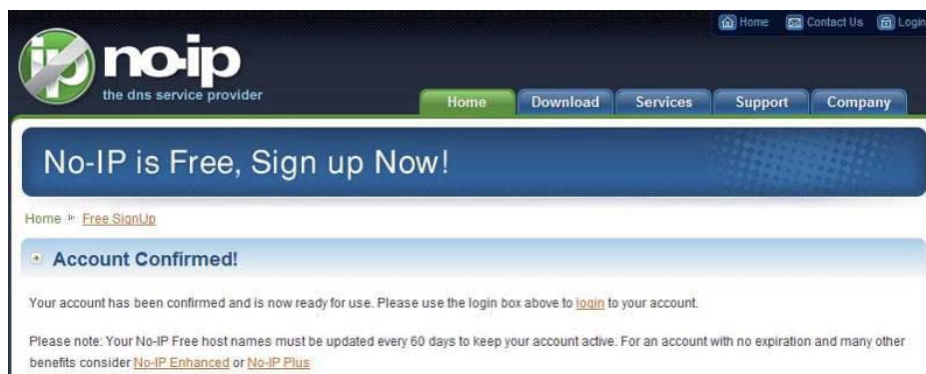 Home Contact Us Login
ip no-ip
the dns service provider
Home Download Services Support Company
No-IP is Free, Sign up Now!
Home Free SignUp
Account Confirmed!
Your account has been confirmed and is now ready for use. Please use the login box above to login to your account.
Please note: Your No-IP Free host names must be updated every 60 days to keep your account active. For an account with no expiration and many other
benefits consider No-IP Enhanced or No-IP Plus